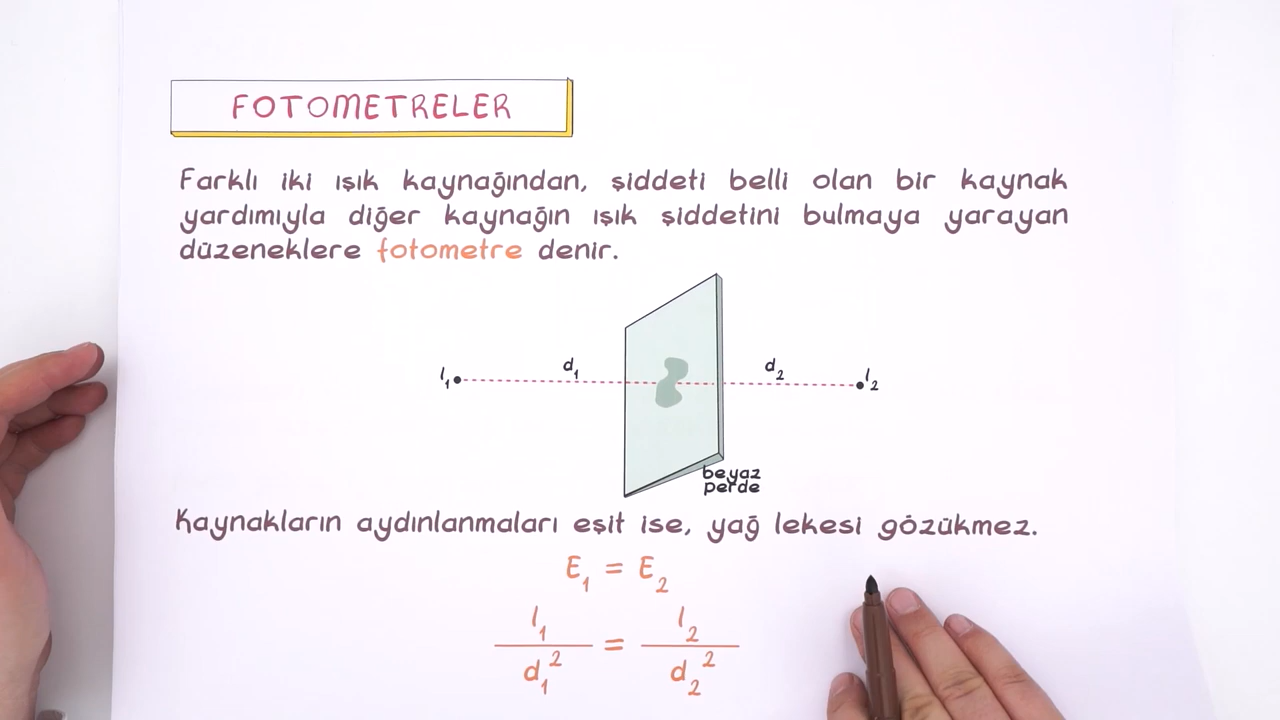 FOTOMETRELER
Farklı iki ışık kaynağından, şiddeti belli olan bir kaynak
yardımıyla diğer kaynağın ışık şiddetini bulmaya yarayan
düzeneklere fotometre denir.
I₁ d₁ d₂ I₂
beyaz
perde
Kaynakların aydınlanmaları eşit ise, yağ lekesi gözükmez.
E₁ = E₂
I₁/d₁² = I₂/d₂²